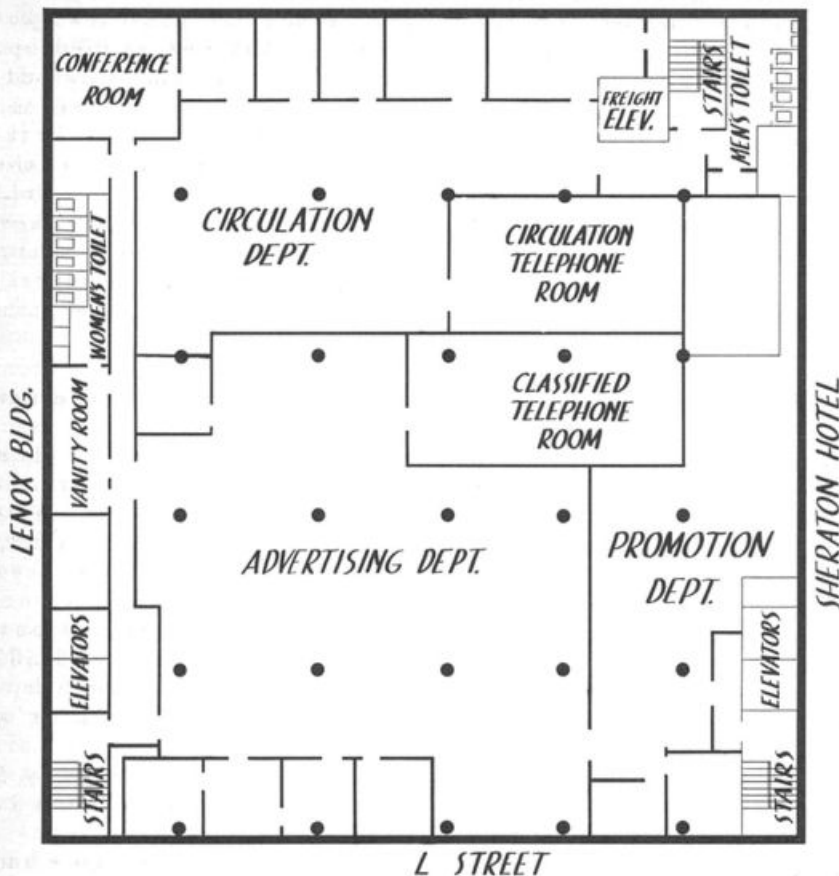 CONFERENCE
ROOM
FREIGHT
ELEV.
STAIRS
MEN'S TOILET
CIRCULATION
DEPT.
CIRCULATION
TELEPHONE
ROOM
WOMEN'S TOILET
CLASSIFIED
TELEPHONE
ROOM
LENOX BLDG.
VANITY ROOM
SHERATON HOTEL
ADVERTISING DEPT.
PROMOTION
DEPT.
ELEVATORS
ELEVATORS
STAIRS
STAIRS
L STREET